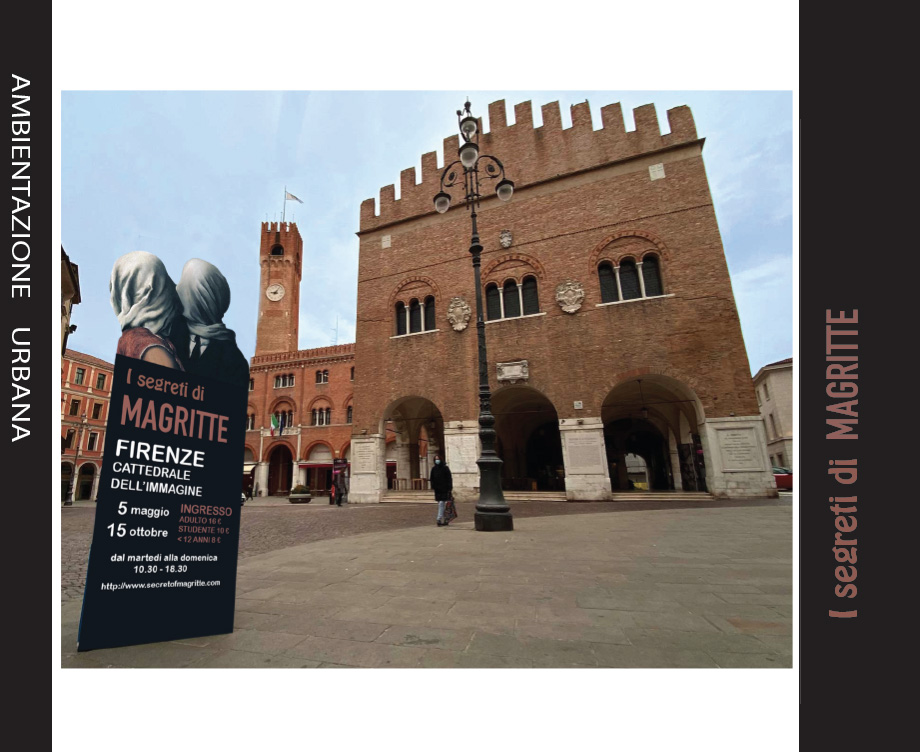 AMBIENTAZIONE URBANA
I segreti di
MAGRITTE
FIRENZE
CATTEDRALE
DELL'IMMAGINE
5 maggio
15 ottobre
INGRESSO
ADULTO 16 €
STUDENTE 10 €
< 12 ANNI 8 €
dal martedì alla domenica
10.30 - 18.30
http://www.secretofmagritte.com
I segreti di MAGRITTE